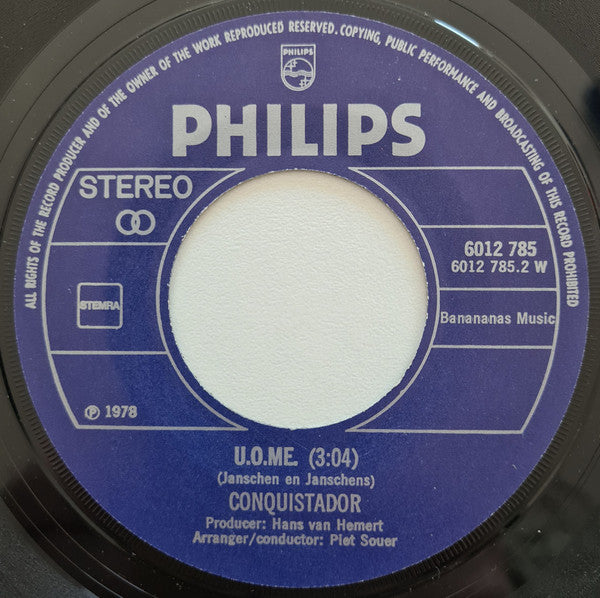 ALL RIGHTS OF THE RECORD PRODUCER AND OF THE OWNER OF THE WORK REPRODUCED RESERVED. COPYING, PUBLIC PERFORMANCE AND BROADCASTING OF THIS RECORD PROHIBITED
PHILIPS
PHILIPS
STEREO
6012 785
6012 785.2 W
STEMRA
Banananas Music
℗ 1978
U.O.ME. (3:04)
(Janschen en Janschens)
CONQUISTADOR
Producer: Hans van Hemert
Arranger/conductor: Piet Souer